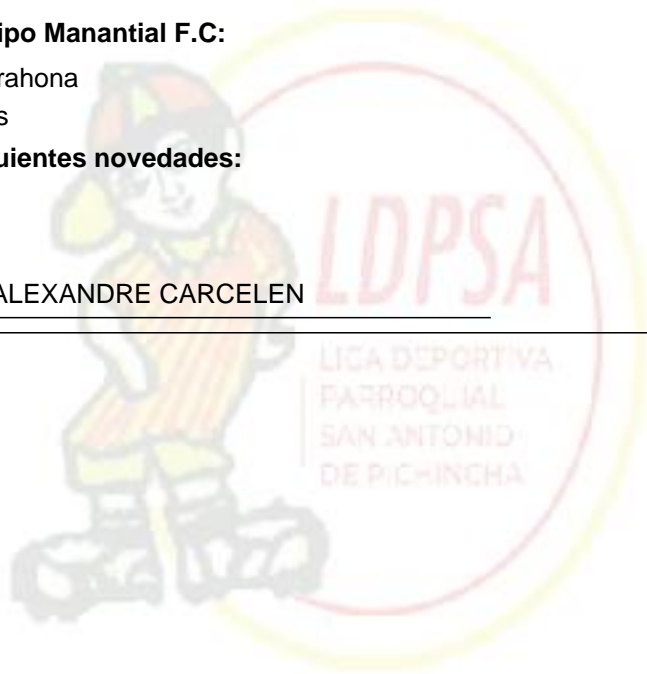 ipo Manantial F.C:
rahona
s
uientes novedades:
ALEXANDRE CARCELEN
LDPSA
LIGA DEPORTIVA
PARROQUIAL
SAN ANTONIO
DE PICHINCHA